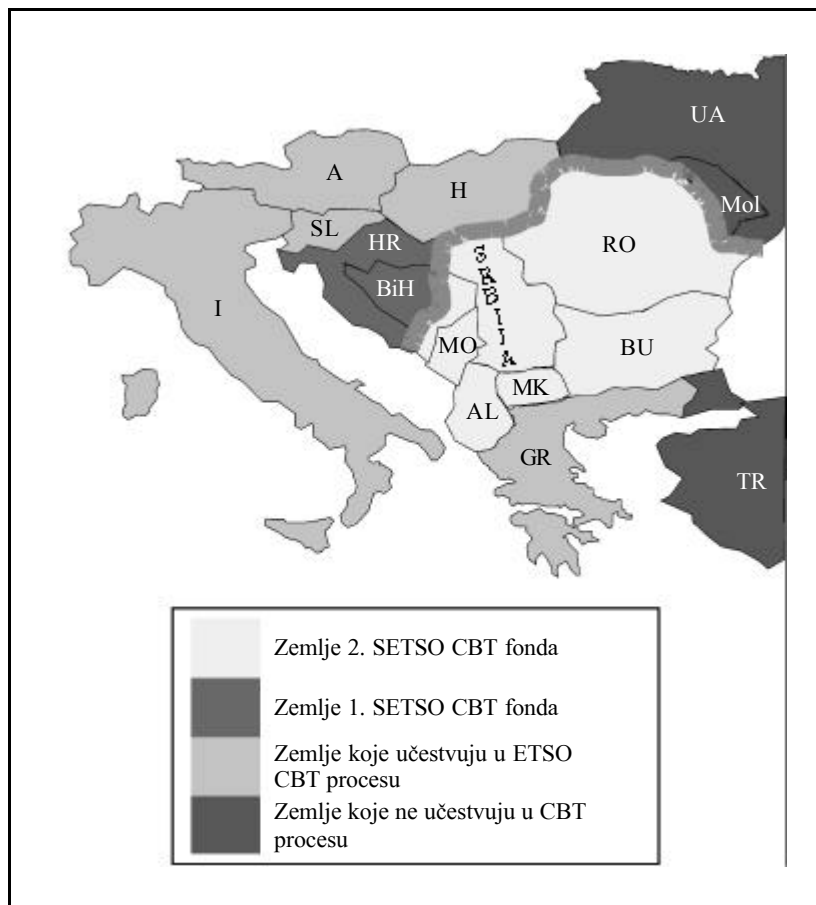 UA
A
H
Mol
SL
HR
RO
BiH
I
SRBIJA
MO
BU
MK
AL
GR
TR
Zemlje 2. SETSO CBT fonda
Zemlje 1. SETSO CBT fonda
Zemlje koje učestvuju u ETSO
CBT procesu
Zemlje koje ne učestvuju u CBT
procesu